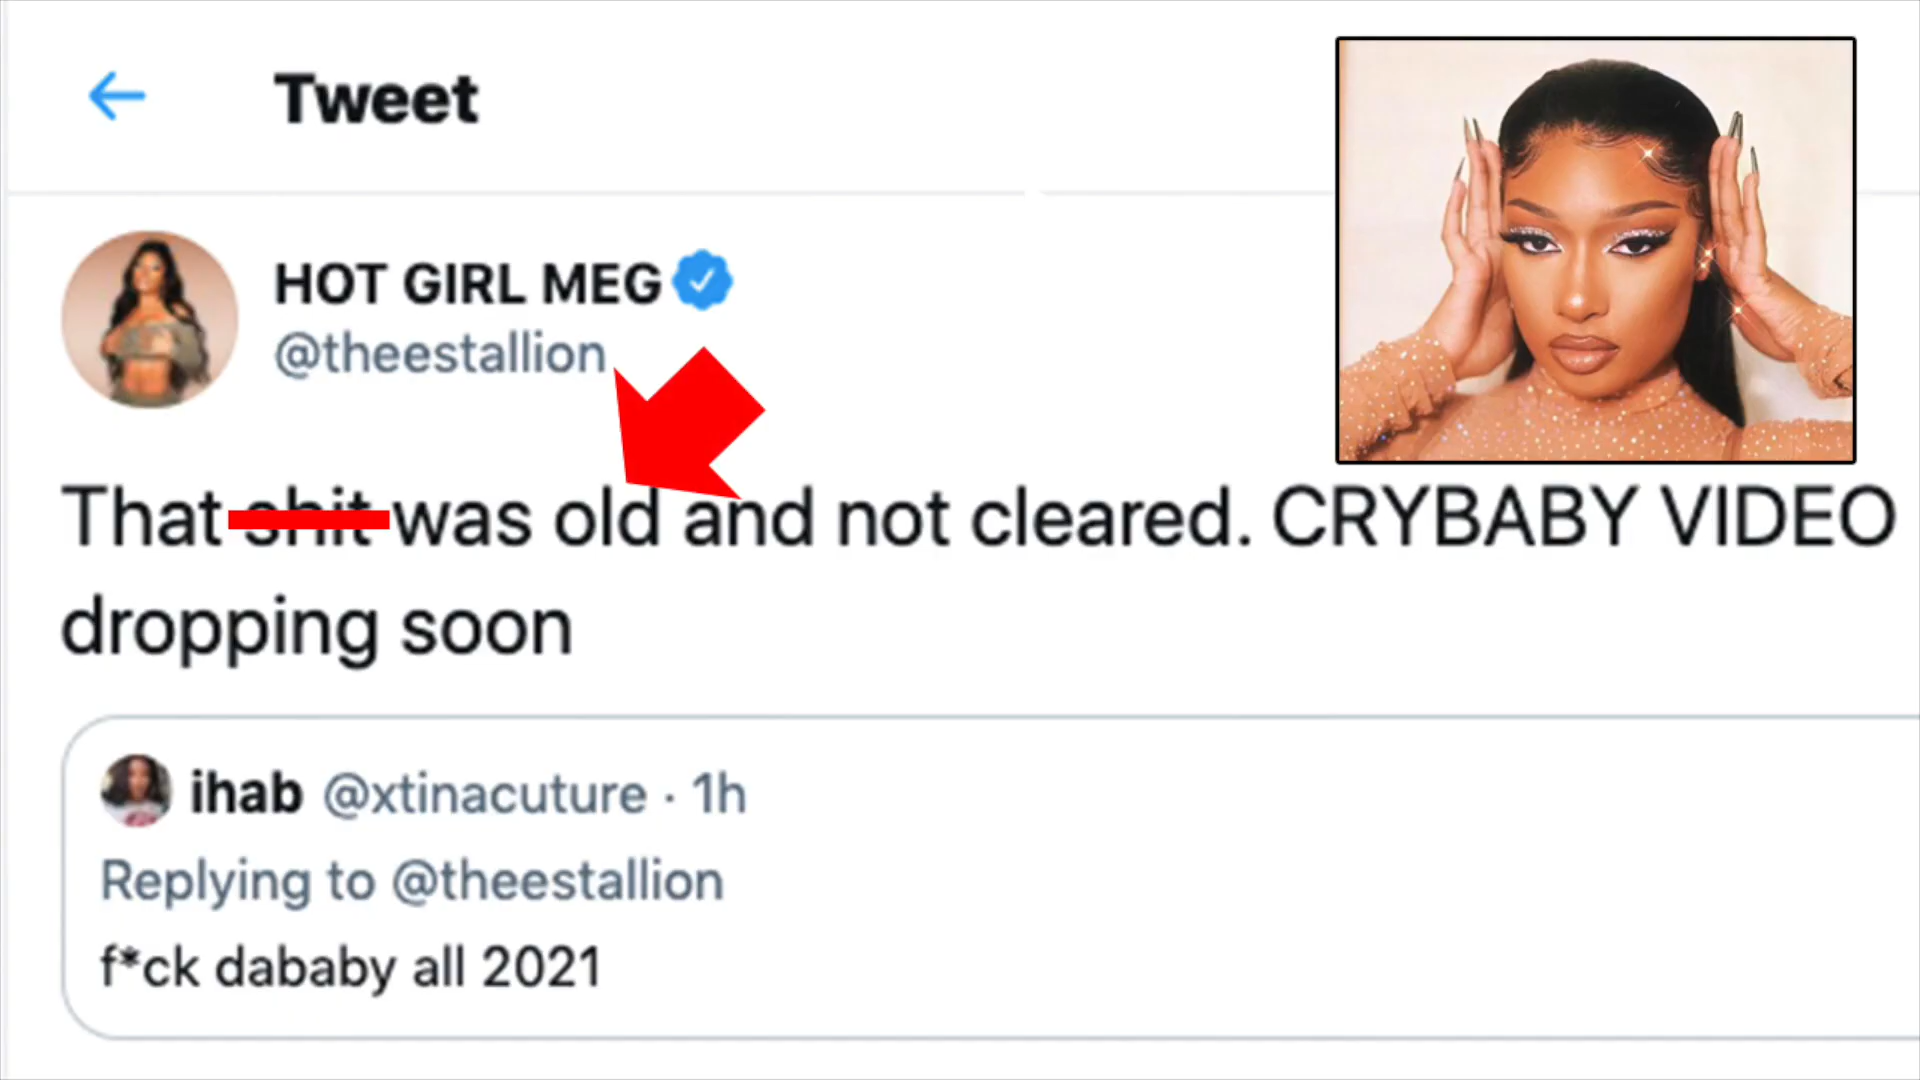 Tweet
HOT GIRL MEG
@theestallion
That shit was old and not cleared. CRYBABY VIDEO
dropping soon
ihab @xtinacuture · 1h
Replying to @theestallion
f*ck dababy all 2021